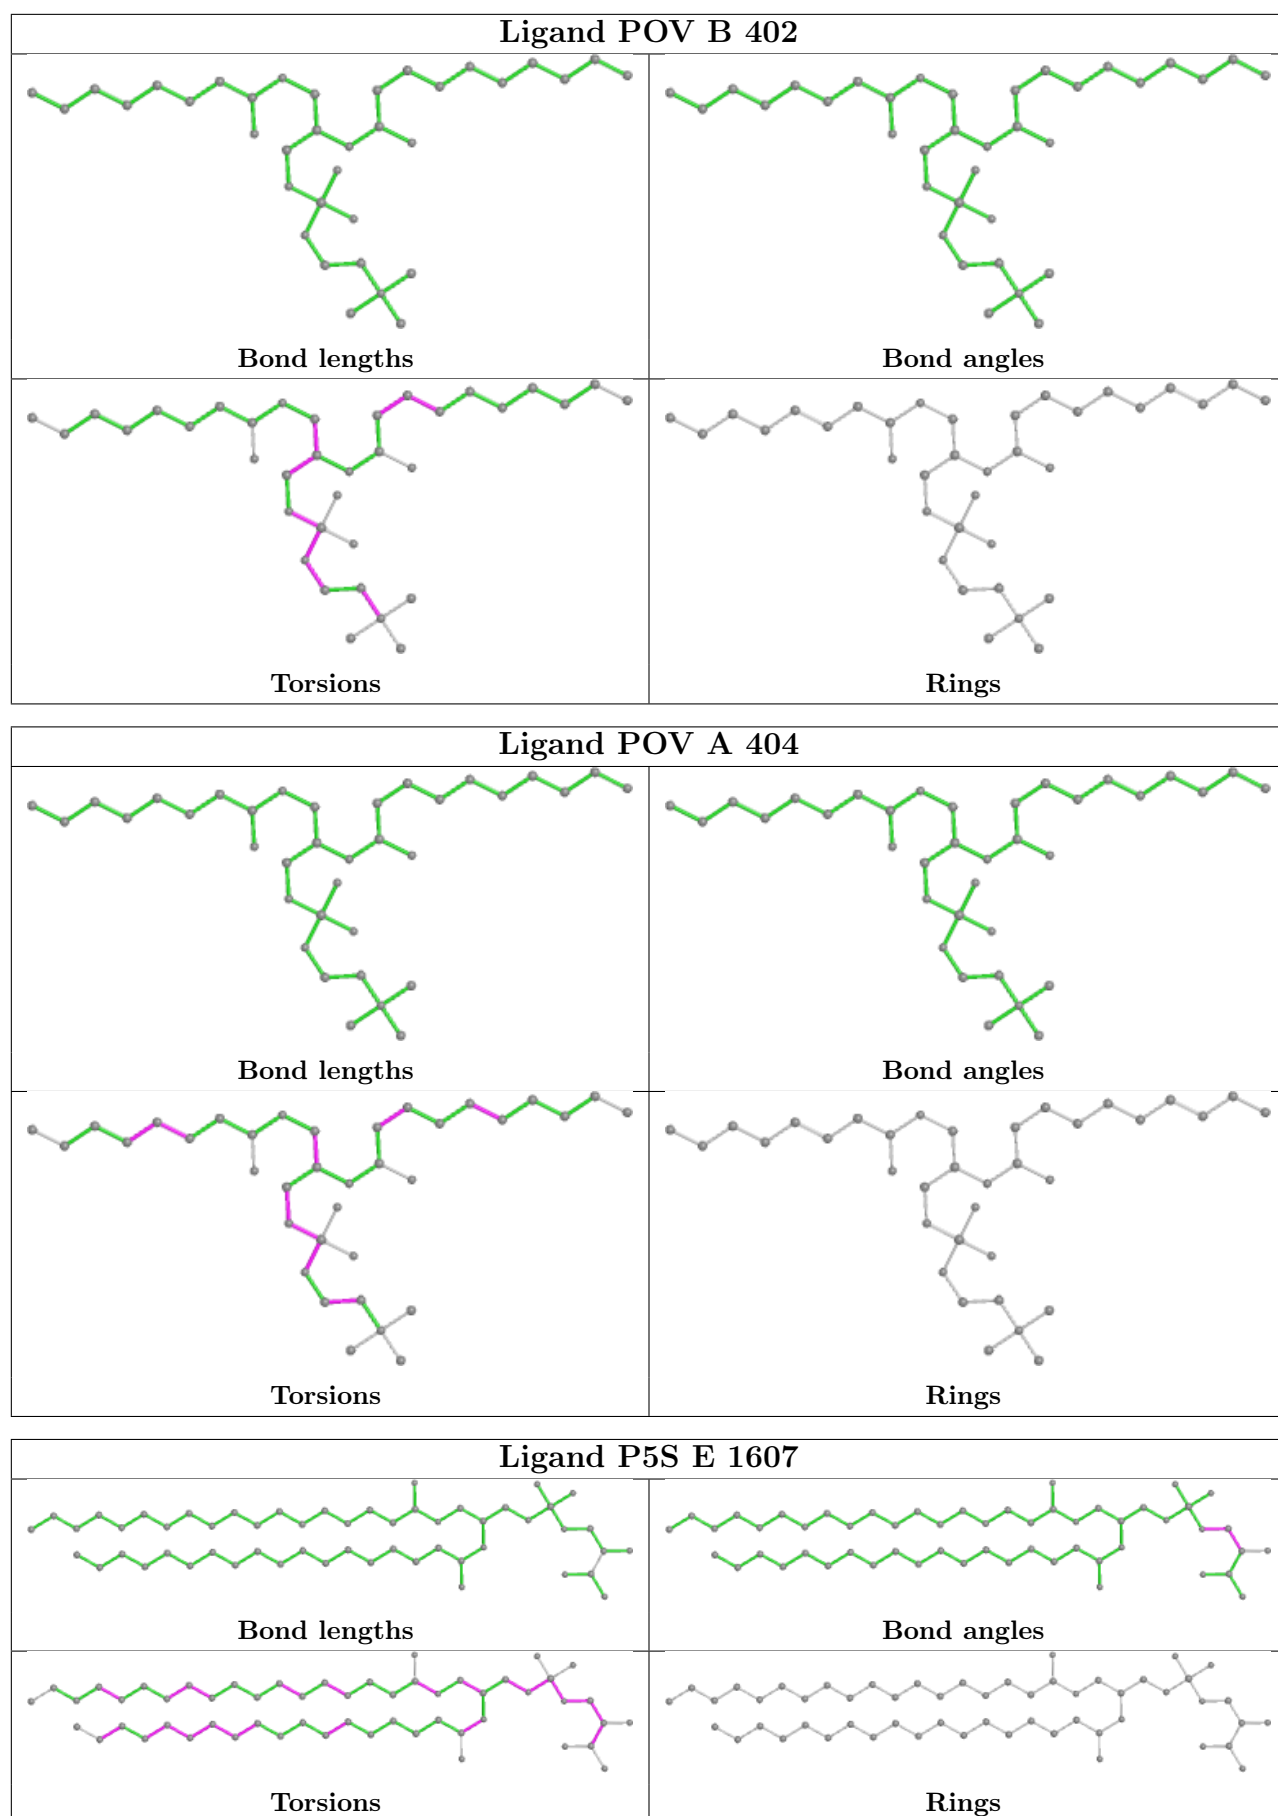 Ligand POV B 402
Bond lengths
Bond angles
Torsions
Rings
Ligand POV A 404
Bond lengths
Bond angles
Torsions
Rings
Ligand P5S E 1607
Bond lengths
Bond angles
Torsions
Rings